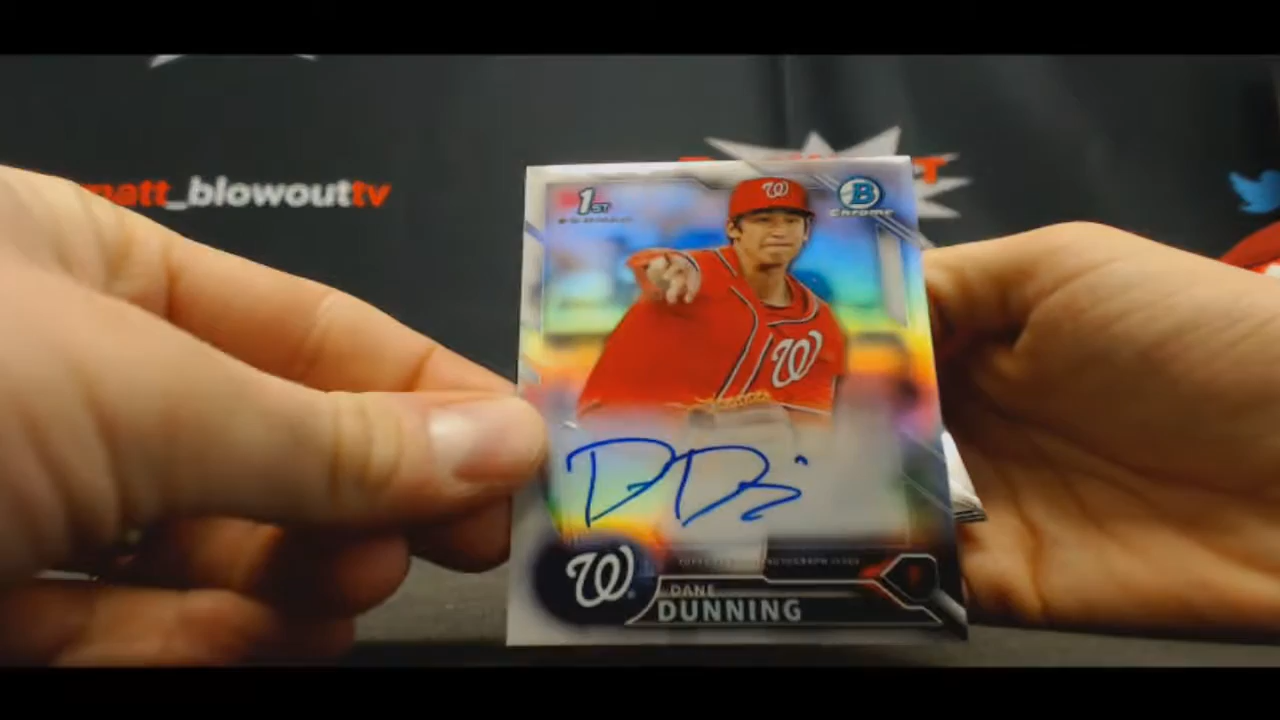 matt_blowouttv
1ST
B
Chrome
W
W
D D
W
DANE
DUNNING